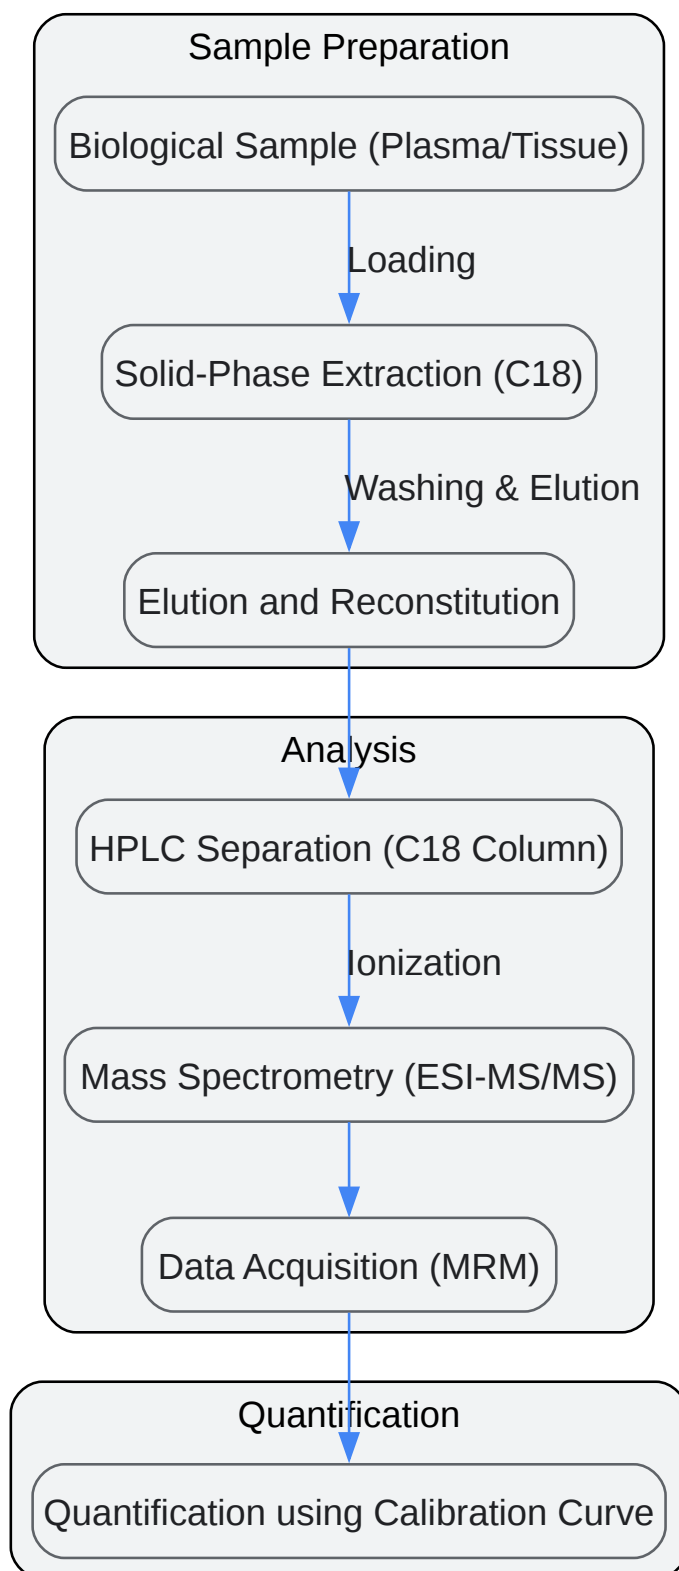 Sample Preparation
Biological Sample (Plasma/Tissue)
Loading
Solid-Phase Extraction (C18)
Washing & Elution
Elution and Reconstitution
Analysis
HPLC Separation (C18 Column)
Ionization
Mass Spectrometry (ESI-MS/MS)
Data Acquisition (MRM)
Quantification
Quantification using Calibration Curve